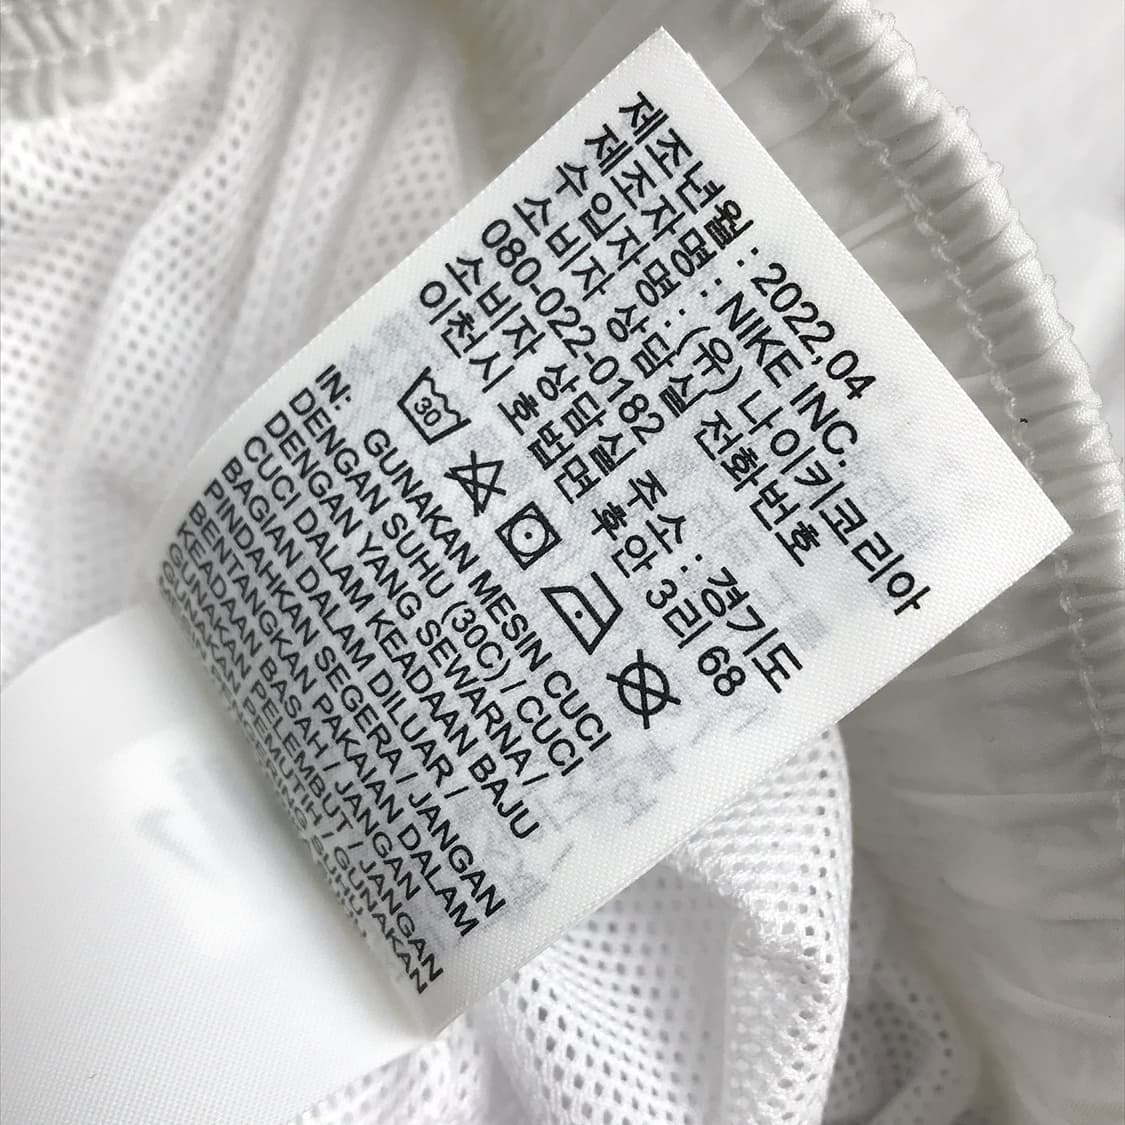 제조년월 : 2022,04
제조자명 : NIKE INC.
수입자명 : (유) 나이키코리아
소비자 상담실 전화번호
080-022-0182
소비자 상담실 주소 : 경기도
이천시 호법면 후안 3리 68
30
IN: GUNAKAN MESIN CUCI
DENGAN SUHU (30C) / CUCI
DENGAN YANG SEWARNA /
CUCI DALAM KEADAAN BAJU
BAGIAN DALAM DILUAR /
PINDAHKAN SEGERA / JANGAN
BENTANGKAN PAKAIAN DALAM
KEADAAN BASAH / JANGAN
GUNAKAN PELEMBUT / JANGAN
GUNAKAN PEMUTIH / GUNAKAN